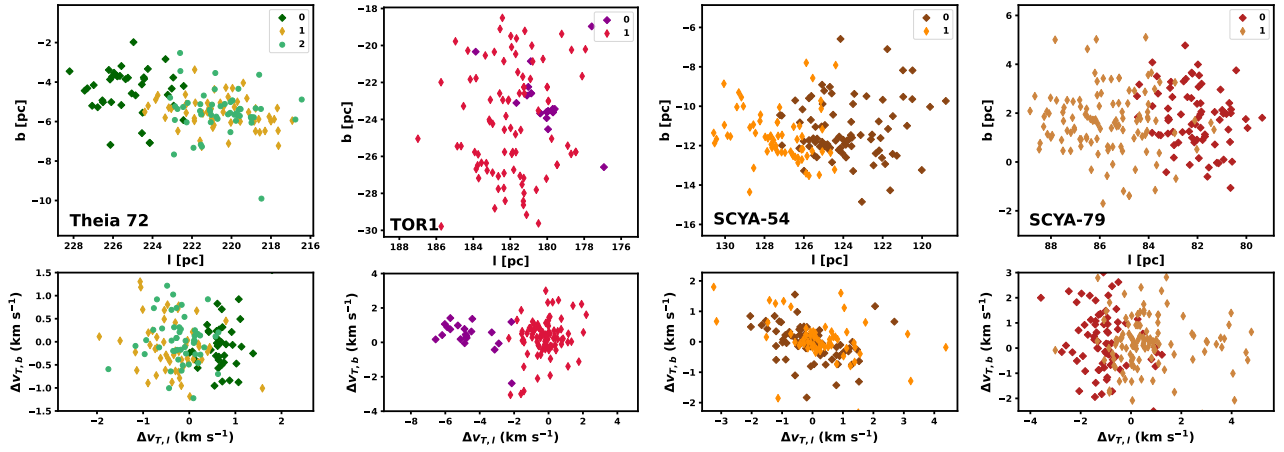 0
1
2
−2
−4
−6
−8
−10
b [pc]
Theia 72
228 226 224 222 220 218 216
l [pc]
0
1
−18
−20
−22
−24
−26
−28
−30
b [pc]
TOR1
188 186 184 182 180 178 176
l [pc]
0
1
−6
−8
−10
−12
−14
−16
b [pc]
SCYA-54
130 128 126 124 122 120
l [pc]
0
1
6
4
2
0
−2
b [pc]
SCYA-79
88 86 84 82 80
l [pc]
1.5
1.0
0.5
0.0
−0.5
−1.0
−1.5
Δv_{T,b} (km s⁻¹)
−2 −1 0 1 2
Δv_{T,l} (km s⁻¹)
4
2
0
−2
−4
Δv_{T,b} (km s⁻¹)
−6 −4 −2 0 2 4
Δv_{T,l} (km s⁻¹)
2
1
0
−1
−2
Δv_{T,b} (km s⁻¹)
−3 −2 −1 0 1 2 3 4
Δv_{T,l} (km s⁻¹)
3
2
1
0
−1
−2
Δv_{T,b} (km s⁻¹)
−4 −2 0 2 4
Δv_{T,l} (km s⁻¹)